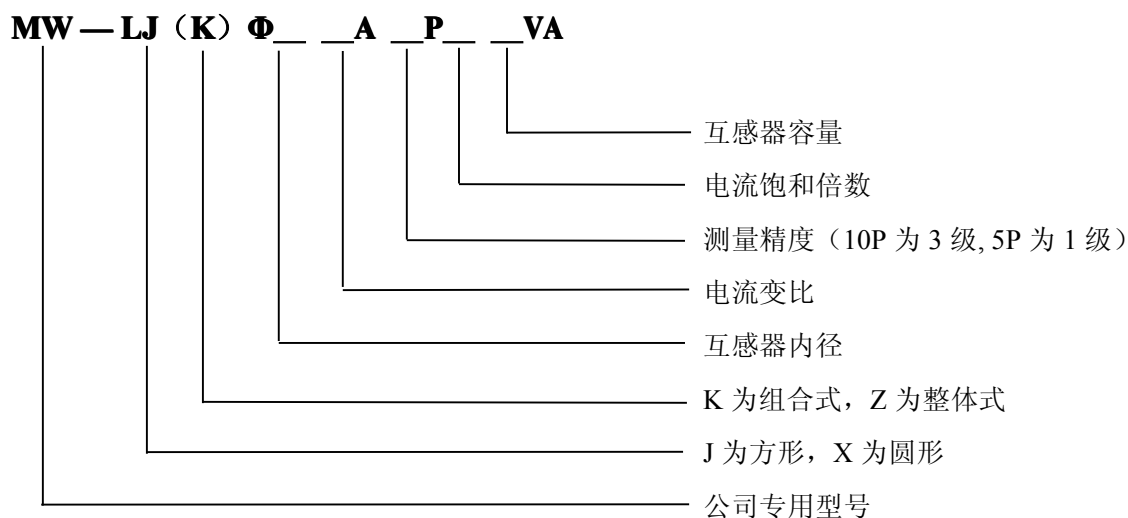 MW — LJ（K）Φ__ __A __P__ __VA
互感器容量
电流饱和倍数
测量精度（10P 为 3 级, 5P 为 1 级）
电流变比
互感器内径
K 为组合式，Z 为整体式
J 为方形，X 为圆形
公司专用型号